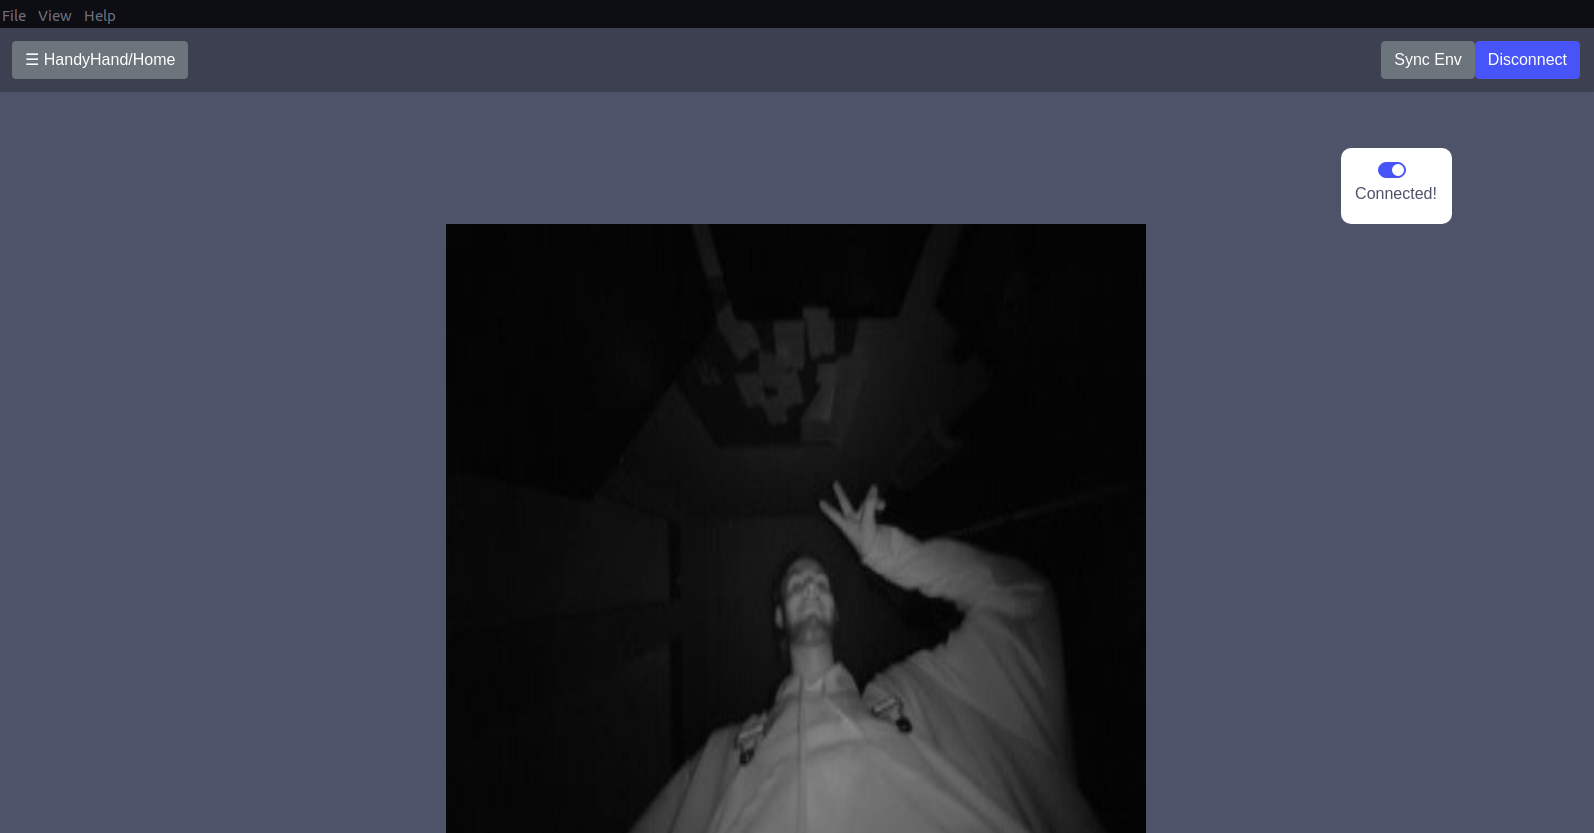 File View Help
☰ HandyHand/Home
Sync Env
Disconnect
Connected!